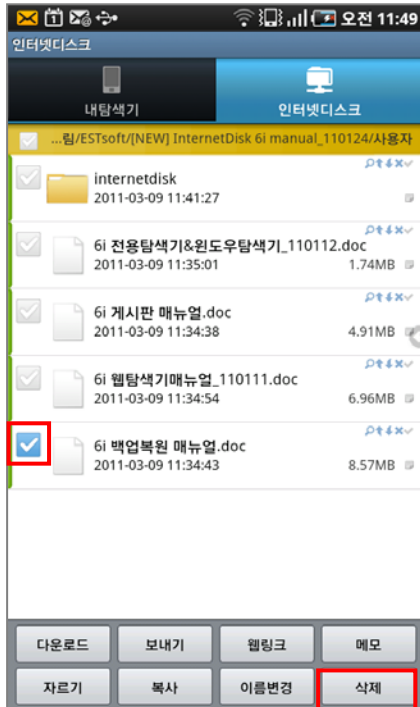 오전 11:49
인터넷디스크
내탐색기
인터넷디스크
...림/ESTsoft/[NEW] InternetDisk 6i manual_110124/사용자
internetdisk
2011-03-09 11:41:27
6i 전용탐색기&윈도우탐색기_110112.doc
2011-03-09 11:35:01 1.74MB
6i 게시판 매뉴얼.doc
2011-03-09 11:34:38 4.91MB
6i 웹탐색기매뉴얼_110111.doc
2011-03-09 11:34:54 6.96MB
6i 백업복원 매뉴얼.doc
2011-03-09 11:34:43 8.57MB
다운로드 보내기 웹링크 메모
자르기 복사 이름변경 삭제